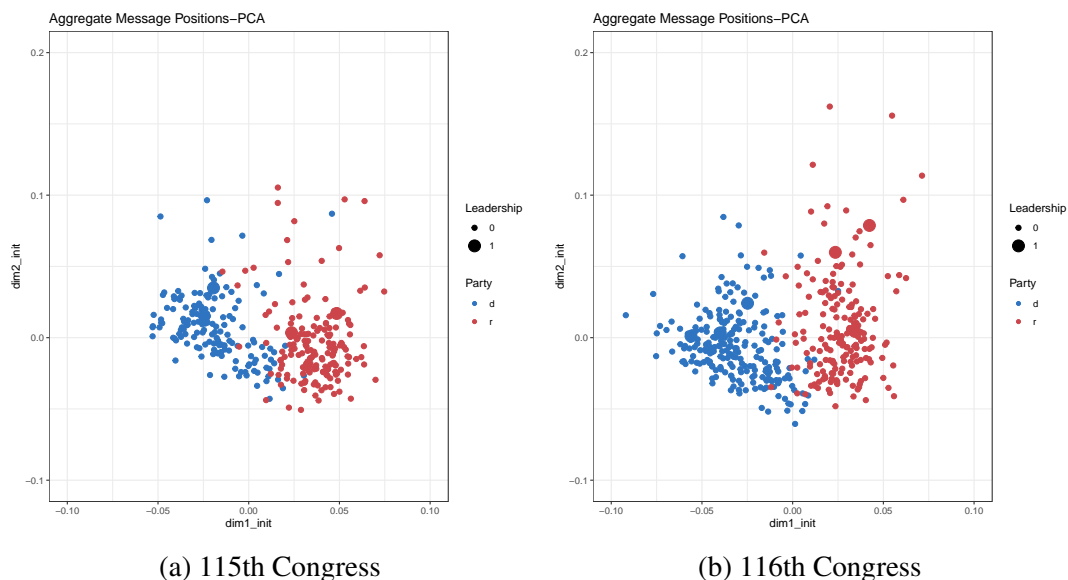 Aggregate Message Positions−PCA
0.2
0.1
0.0
−0.1
dim2_init
−0.10
−0.05
0.00
0.05
0.10
dim1_init
Leadership
0
1
Party
d
r
(a) 115th Congress
Aggregate Message Positions−PCA
0.2
0.1
0.0
−0.1
dim2_init
−0.10
−0.05
0.00
0.05
0.10
dim1_init
Leadership
0
1
Party
d
r
(b) 116th Congress